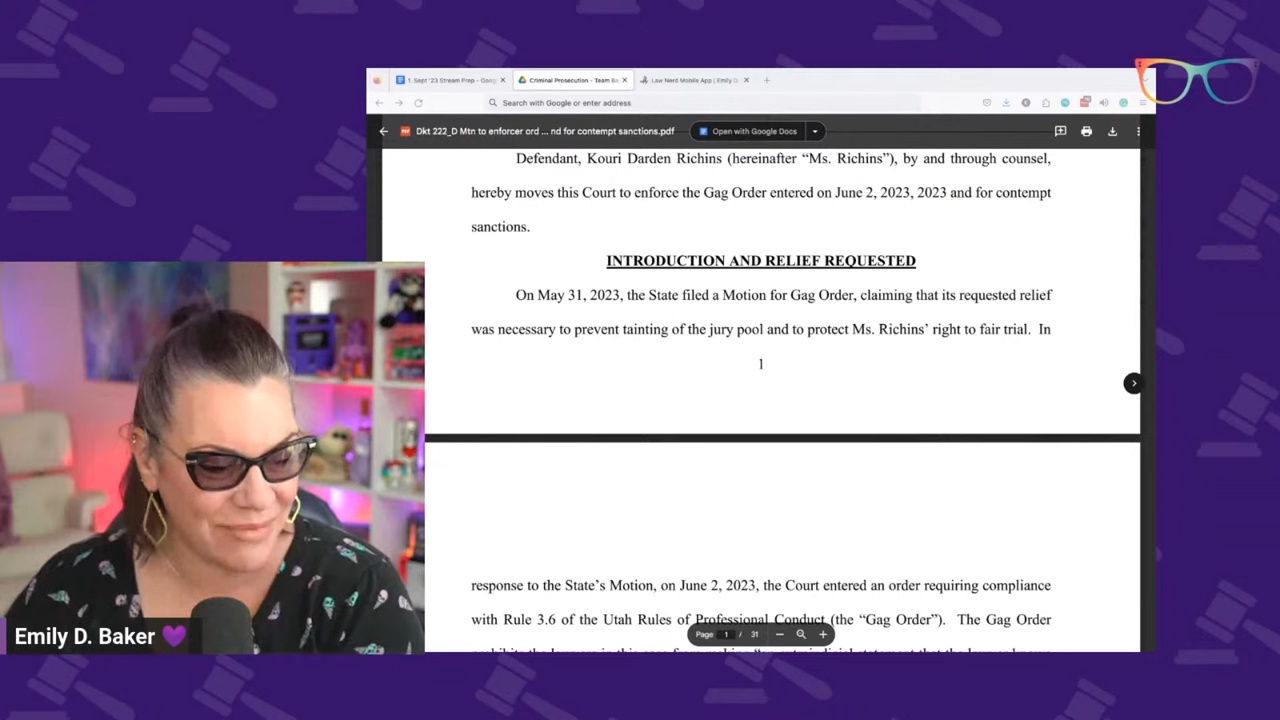 1. Sept '23 Stream Prep - Goog
Criminal Prosecution - Team Ba
Law Nerd Mobile App | Emily D
Search with Google or enter address
Dkt 222_D Mtn to enforcer ord ... nd for contempt sanctions.pdf
Open with Google Docs
Defendant, Kouri Darden Richins (hereinafter “Ms. Richins”), by and through counsel,
hereby moves this Court to enforce the Gag Order entered on June 2, 2023, 2023 and for contempt
sanctions.
INTRODUCTION AND RELIEF REQUESTED
On May 31, 2023, the State filed a Motion for Gag Order, claiming that its requested relief
was necessary to prevent tainting of the jury pool and to protect Ms. Richins’ right to fair trial. In
1
response to the State’s Motion, on June 2, 2023, the Court entered an order requiring compliance
with Rule 3.6 of the Utah Rules of Professional Conduct (the “Gag Order”). The Gag Order
Page 1 / 31
Emily D. Baker 💜